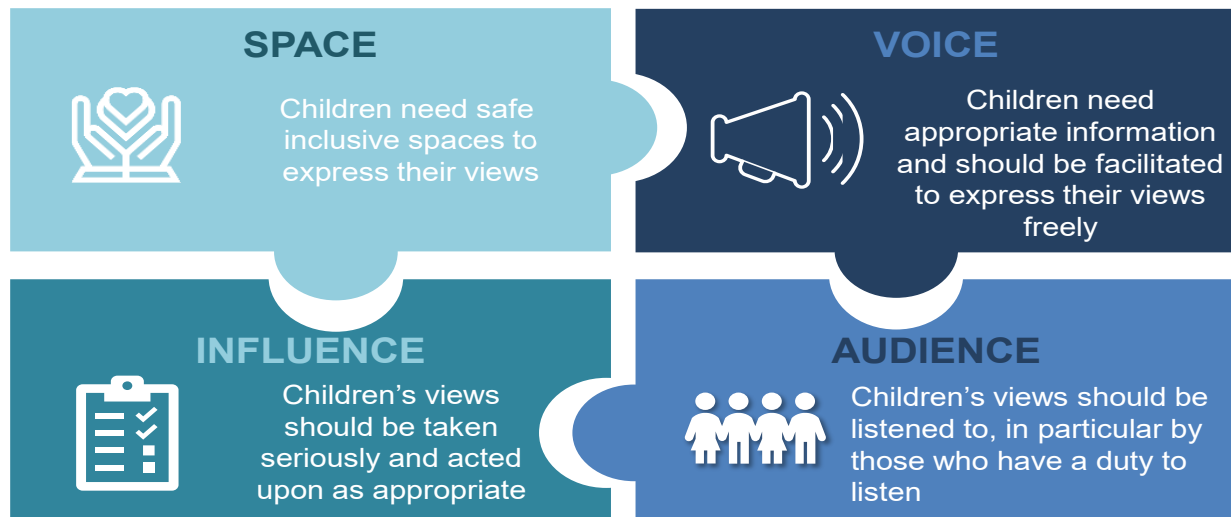 SPACE
Children need safe
inclusive spaces to
express their views
VOICE
Children need
appropriate information
and should be facilitated
to express their views
freely
INFLUENCE
Children’s views
should be taken
seriously and acted
upon as appropriate
AUDIENCE
Children’s views should be
listened to, in particular by
those who have a duty to
listen